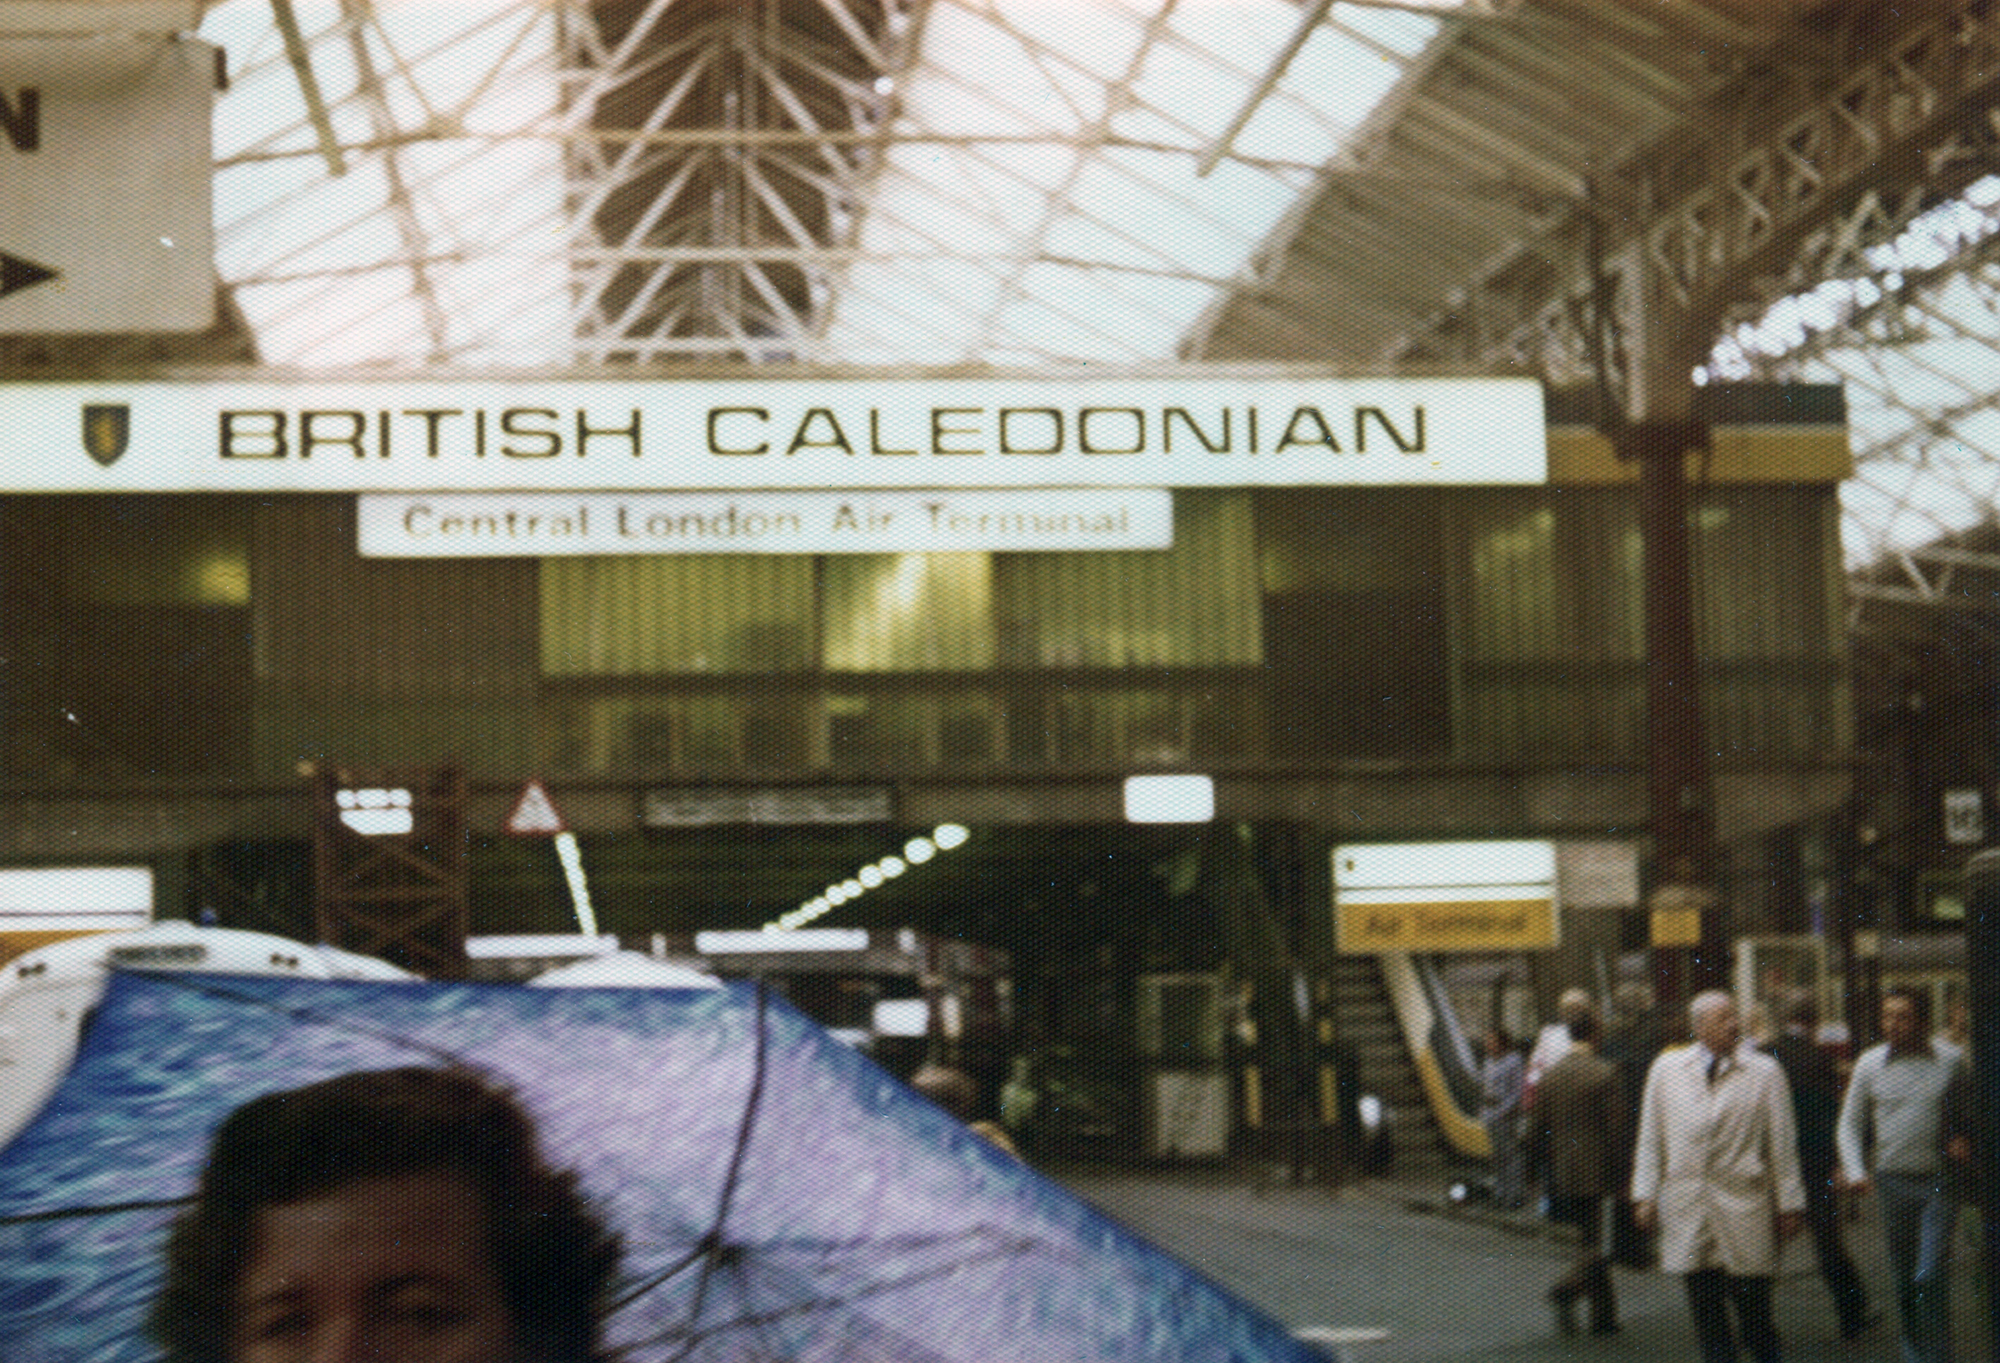 N
BRITISH CALEDONIAN
Central London Air Terminal
Air Terminal